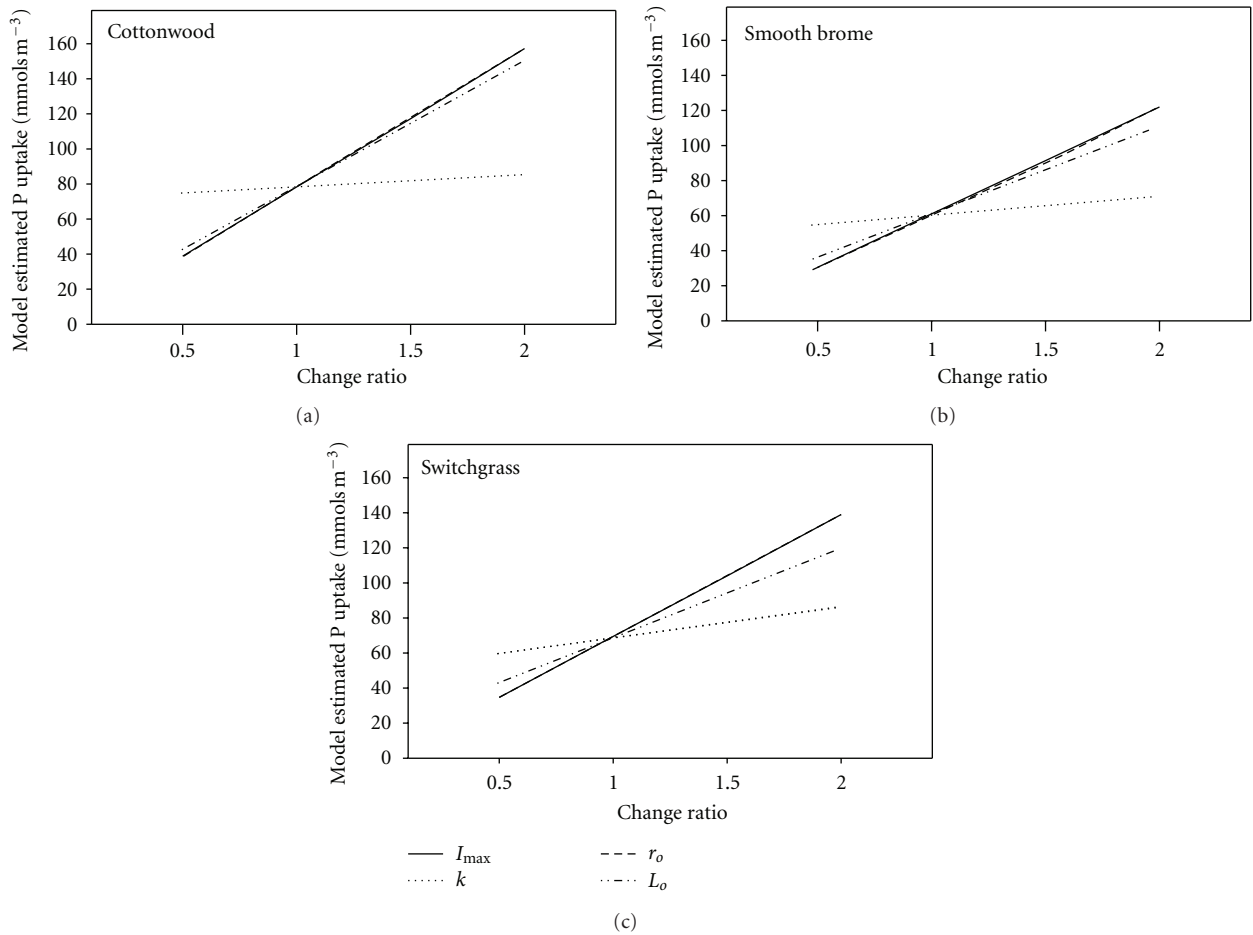 Cottonwood
Model estimated P uptake (mmols m⁻³)
160
140
120
100
80
60
40
20
0
0.5 1 1.5 2
Change ratio
(a)
Smooth brome
Model estimated P uptake (mmols m⁻³)
160
140
120
100
80
60
40
20
0
0.5 1 1.5 2
Change ratio
(b)
Switchgrass
Model estimated P uptake (mmols m⁻³)
160
140
120
100
80
60
40
20
0
0.5 1 1.5 2
Change ratio
I_max r_o
k L_o
(c)